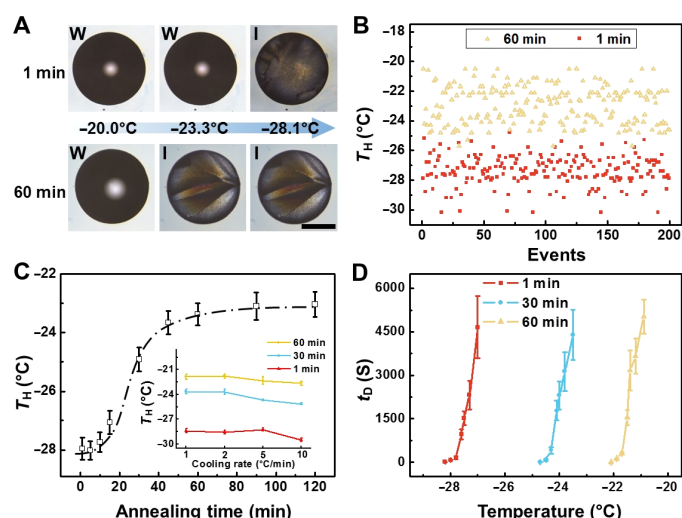 A
W W I
1 min
−20.0°C −23.3°C −28.1°C
W I I
60 min
B
60 min 1 min
−18
−20
−22
−24
−26
−28
−30
T_H (°C)
0 50 100 150 200
Events
C
−22
−24
−26
−28
T_H (°C)
0 20 40 60 80 100 120
Annealing time (min)
60 min
30 min
1 min
−21
−24
−27
−30
T_H (°C)
1 2 5 10
Cooling rate (°C/min)
D
1 min
30 min
60 min
6000
4500
3000
1500
0
t_D (S)
−28 −26 −24 −22 −20
Temperature (°C)